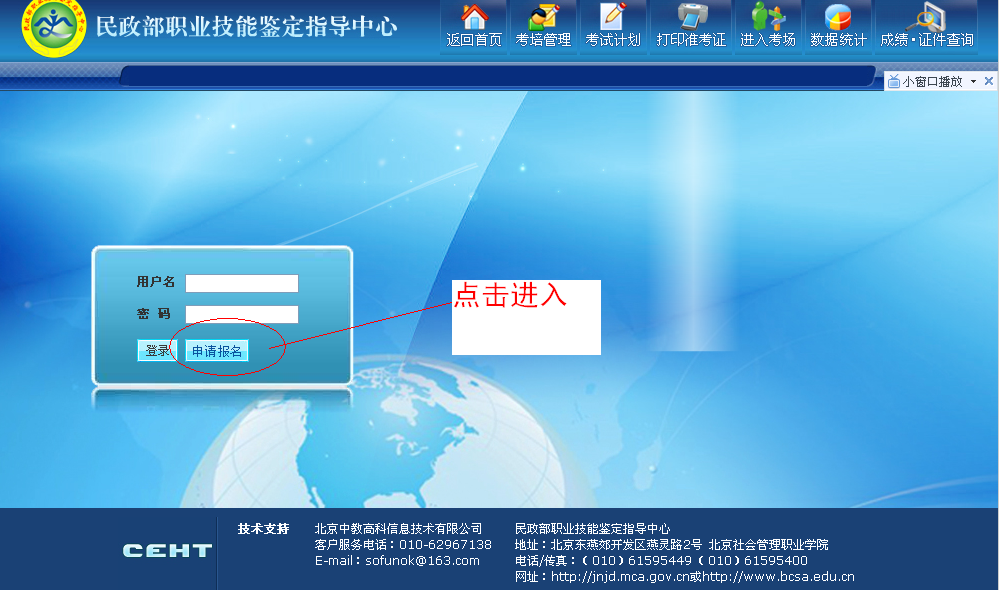 民政部职业技能鉴定指导中心
返回首页 考培管理 考试计划 打印准考证 进入考场 数据统计 成绩·证件查询
小窗口播放
用户名
密 码
登录 申请报名
点击进入
CEHT
技术支持
北京中教高科信息技术有限公司
客户服务电话：010-62967138
E-mail：sofunok@163.com
民政部职业技能鉴定指导中心
地址：北京东燕郊开发区燕灵路2号 北京社会管理职业学院
电话/传真：（010）61595449（010）61595400
网址：http://jnjd.mca.gov.cn或http://www.bcsa.edu.cn